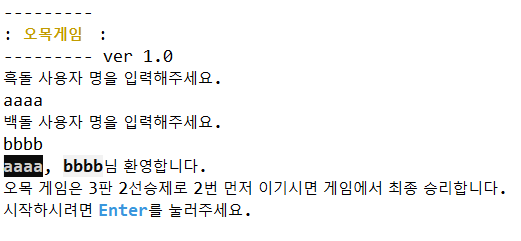 ---------
: 오목게임 :
--------- ver 1.0
흑돌 사용자 명을 입력해주세요.
aaaa
백돌 사용자 명을 입력해주세요.
bbbb
aaaa, bbbb님 환영합니다.
오목 게임은 3판 2선승제로 2번 먼저 이기시면 게임에서 최종 승리합니다.
시작하시려면 Enter를 눌러주세요.